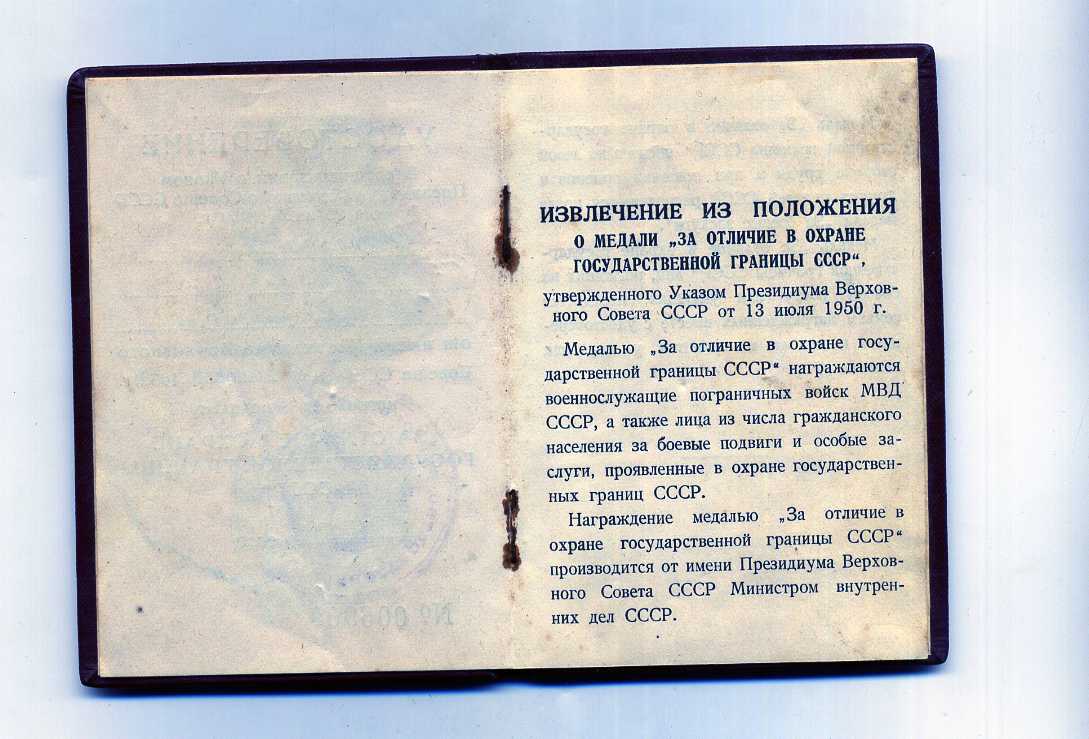 ИЗВЛЕЧЕНИЕ ИЗ ПОЛОЖЕНИЯ
О МЕДАЛИ „ЗА ОТЛИЧИЕ В ОХРАНЕ
ГОСУДАРСТВЕННОЙ ГРАНИЦЫ СССР“,
утвержденного Указом Президиума Верхов-
ного Совета СССР от 13 июля 1950 г.
Медалью „За отличие в охране госу-
дарственной границы СССР“ награждаются
военнослужащие пограничных войск МВД
СССР, а также лица из числа гражданского
населения за боевые подвиги и особые за-
слуги, проявленные в охране государствен-
ных границ СССР.
Награждение медалью „За отличие в
охране государственной границы СССР“
производится от имени Президиума Верхов-
ного Совета СССР Министром внутрен-
них дел СССР.